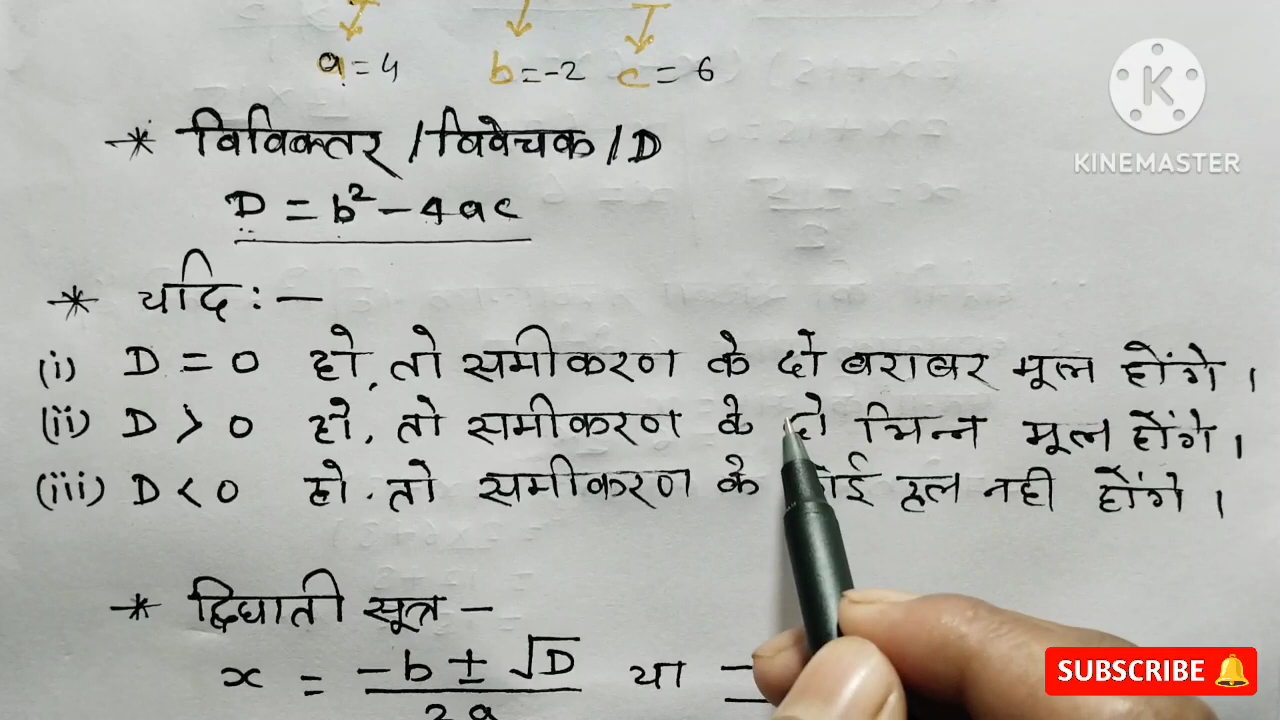 a = 4 b = -2 c = 6
* विविक्तर / विवेचक / D
D = b² - 4ac
* यदि : —
(i) D = 0 हो, तो समीकरण के दो बराबर मूल होंगे ।
(ii) D > 0 हो, तो समीकरण के दो भिन्न मूल होंगे ।
(iii) D < 0 हो, तो समीकरण के हल नही होंगे ।
* द्विघाती सूत्र —
x = -b ± √D / 2a या
KINEMASTER
SUBSCRIBE